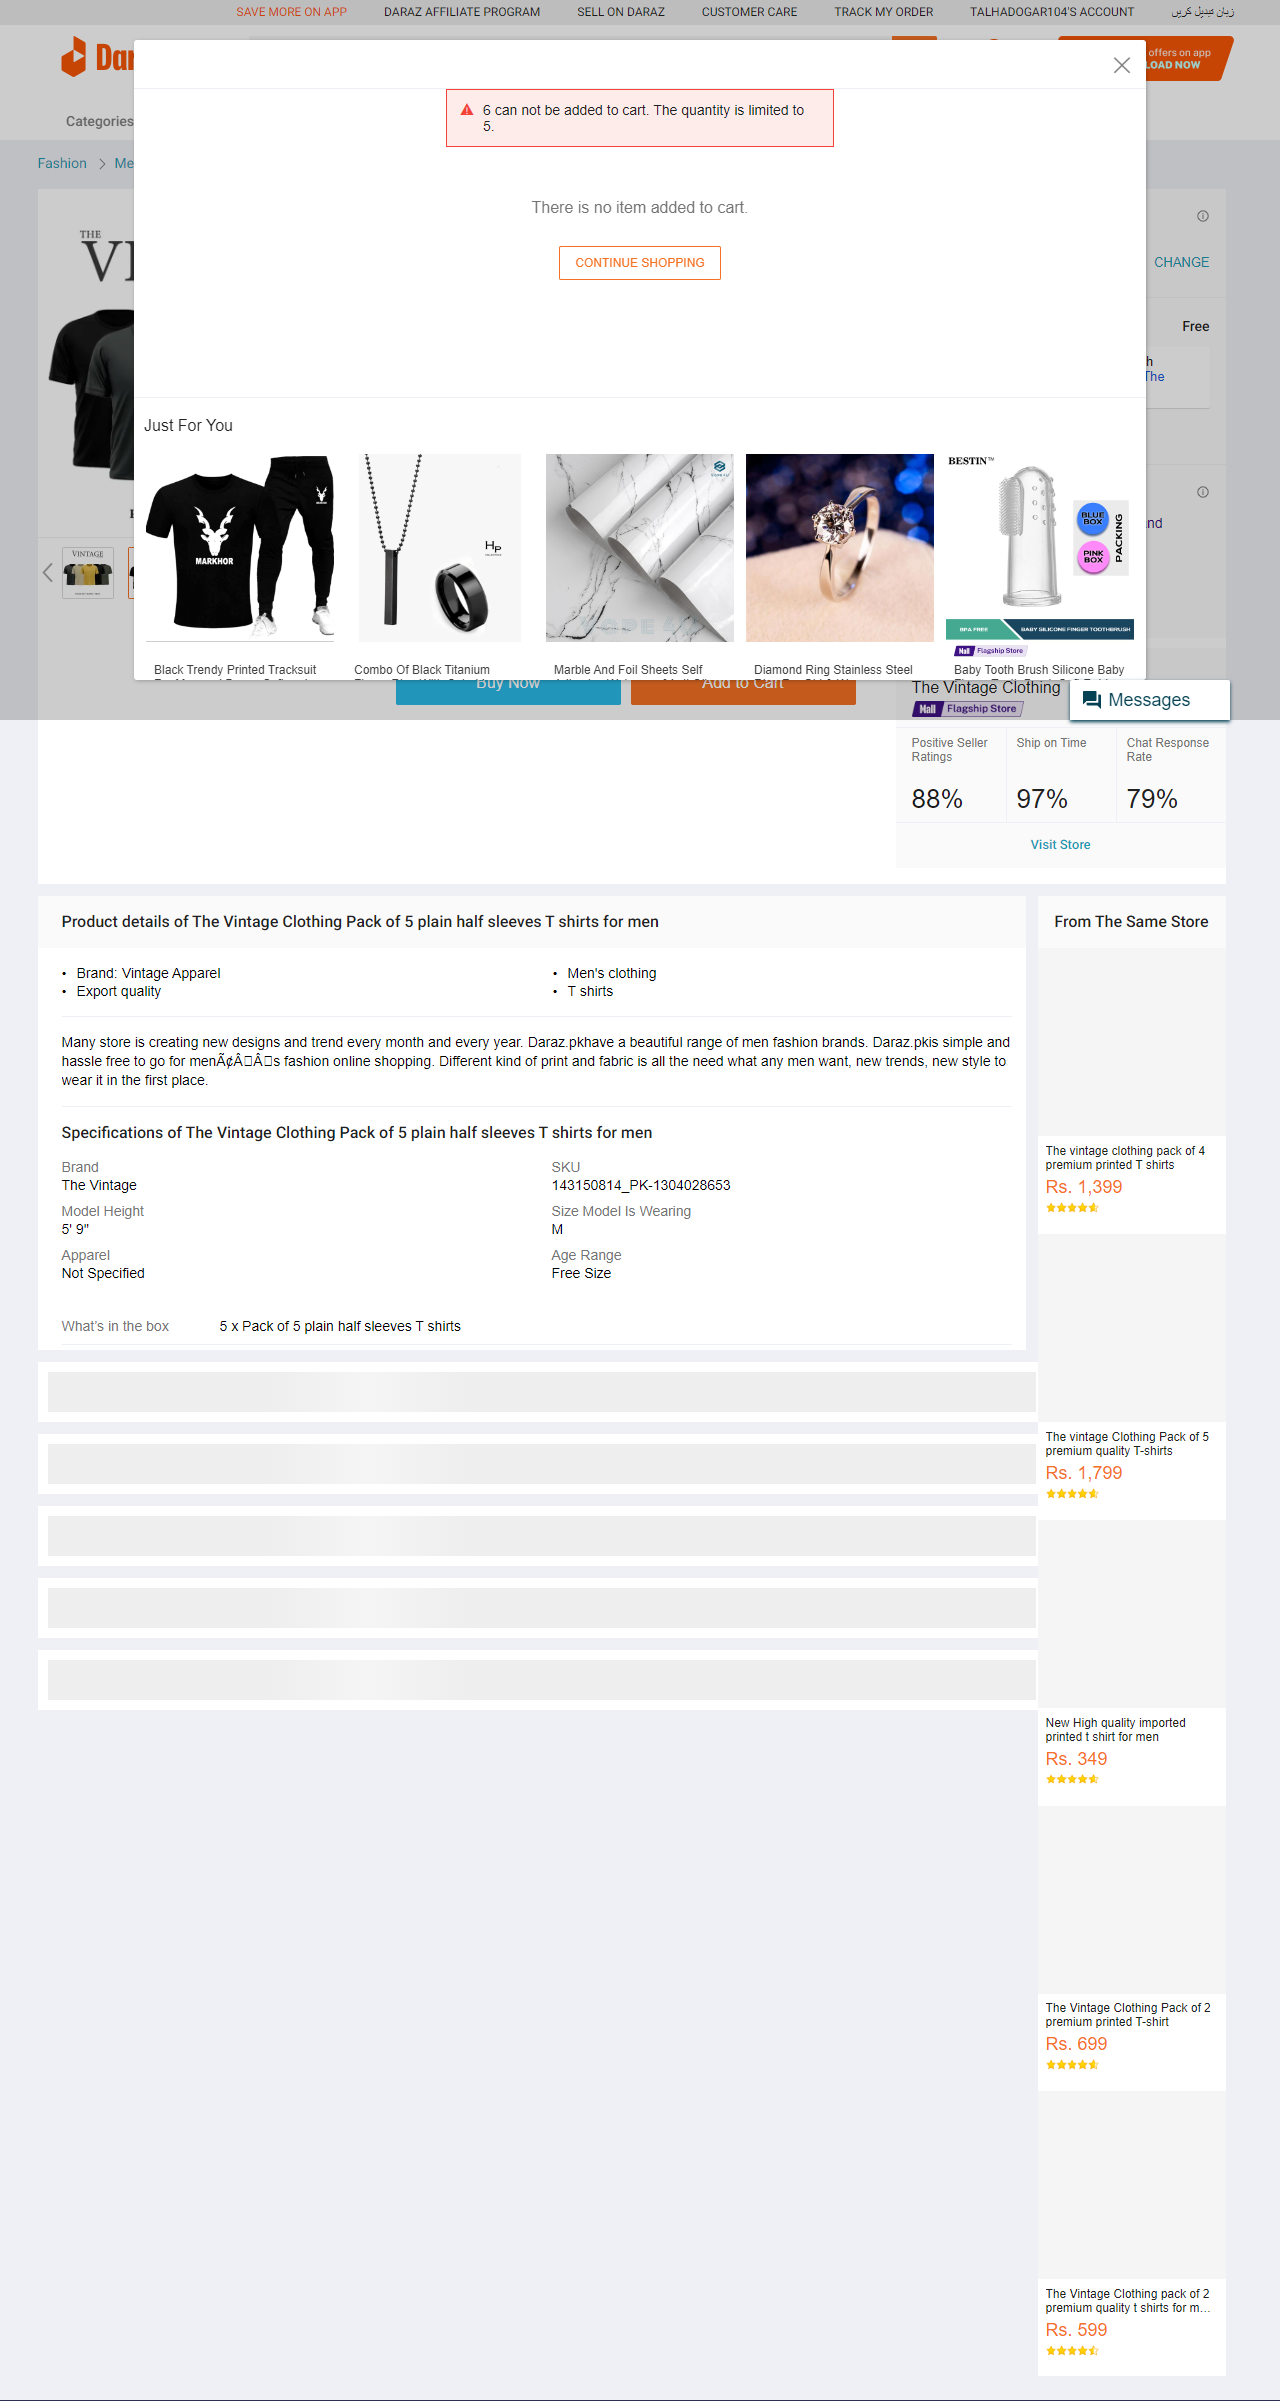 SAVE MORE ON APP
DARAZ AFFILIATE PROGRAM
SELL ON DARAZ
CUSTOMER CARE
TRACK MY ORDER
TALHADOGAR104'S ACCOUNT
زبان تبدیل کریں
offers on app
LOAD NOW
Categories
6 can not be added to cart. The quantity is limited to
5.
Fashion
There is no item added to cart.
THE
CHANGE
CONTINUE SHOPPING
Free
The
Just For You
MARKHOR
HP
BESTIN™
BLUE BOX
PINK BOX
PACKING
BPA FREE
BABY SILICONE FINGER TOOTHBRUSH
Mall Flagship Store
VINTAGE
Black Trendy Printed Tracksuit
Combo Of Black Titanium
Marble And Foil Sheets Self
Diamond Ring Stainless Steel
Baby Tooth Brush Silicone Baby
Buy Now
Add to Cart
The Vintage Clothing
Messages
Mall Flagship Store
Positive Seller
Ratings
88%
Ship on Time
97%
Chat Response
Rate
79%
Visit Store
Product details of The Vintage Clothing Pack of 5 plain half sleeves T shirts for men
• Brand: Vintage Apparel
• Men's clothing
• Export quality
• T shirts
Many store is creating new designs and trend every month and every year. Daraz.pkhave a beautiful range of men fashion brands. Daraz.pkis simple and
hassle free to go for menÃ¢Â□Â□s fashion online shopping. Different kind of print and fabric is all the need what any men want, new trends, new style to
wear it in the first place.
Specifications of The Vintage Clothing Pack of 5 plain half sleeves T shirts for men
Brand
The Vintage
SKU
143150814_PK-1304028653
Model Height
5' 9"
Size Model Is Wearing
M
Apparel
Not Specified
Age Range
Free Size
What's in the box
5 x Pack of 5 plain half sleeves T shirts
From The Same Store
The vintage clothing pack of 4
premium printed T shirts
Rs. 1,399
The vintage Clothing Pack of 5
premium quality T-shirts
Rs. 1,799
New High quality imported
printed t shirt for men
Rs. 349
The Vintage Clothing Pack of 2
premium printed T-shirt
Rs. 699
The Vintage Clothing pack of 2
premium quality t shirts for m...
Rs. 599